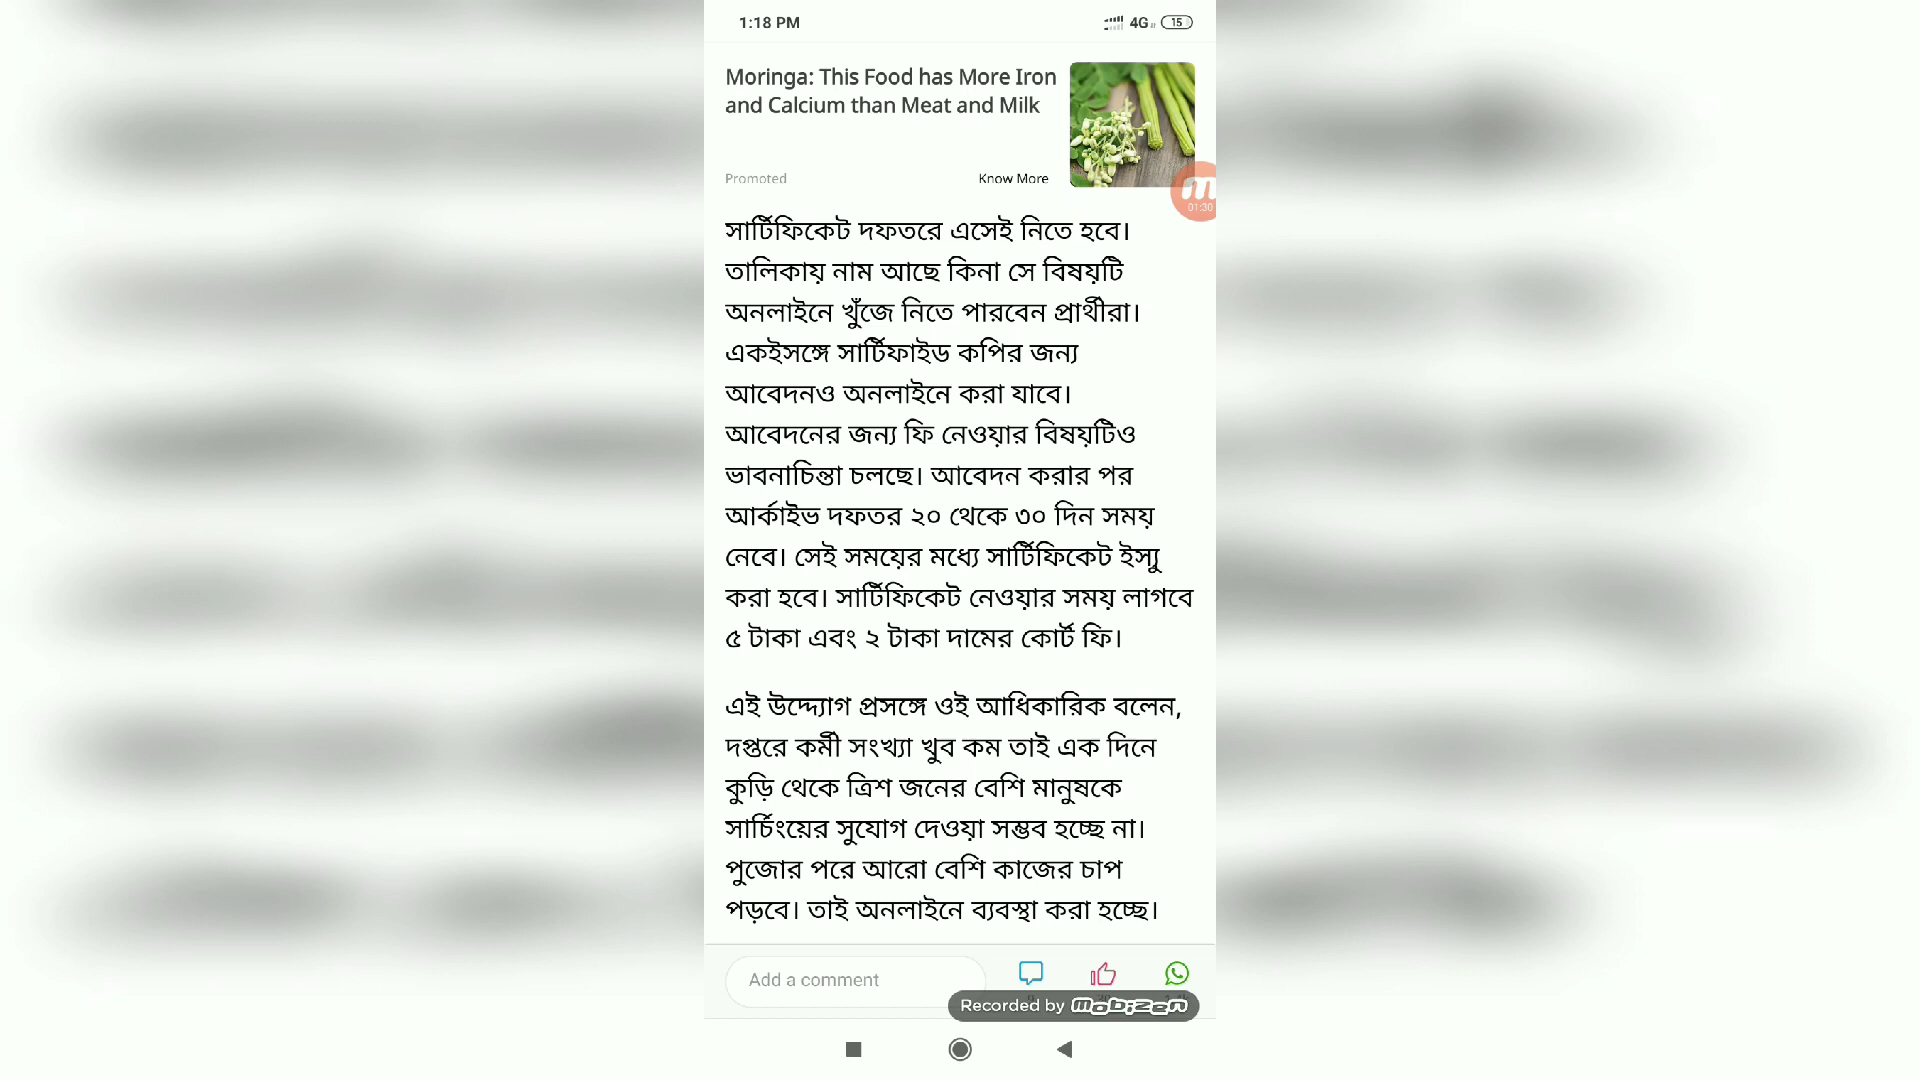 1:18 PM
4G
15
Moringa: This Food has More Iron
and Calcium than Meat and Milk
Promoted
Know More
01:30
সার্টিফিকেট দফতরে এসেই নিতে হবে।
তালিকায় নাম আছে কিনা সে বিষয়টি
অনলাইনে খুঁজে নিতে পারবেন প্রার্থীরা।
একইসঙ্গে সার্টিফাইড কপির জন্য
আবেদনও অনলাইনে করা যাবে।
আবেদনের জন্য ফি নেওয়ার বিষয়টিও
ভাবনাচিন্তা চলছে। আবেদন করার পর
আর্কাইভ দফতর ২০ থেকে ৩০ দিন সময়
নেবে। সেই সময়ের মধ্যে সার্টিফিকেট ইস্যু
করা হবে। সার্টিফিকেট নেওয়ার সময় লাগবে
৫ টাকা এবং ২ টাকা দামের কোর্ট ফি।
এই উদ্দ্যোগ প্রসঙ্গে ওই আধিকারিক বলেন,
দপ্তরে কর্মী সংখ্যা খুব কম তাই এক দিনে
কুড়ি থেকে ত্রিশ জনের বেশি মানুষকে
সার্চিংয়ের সুযোগ দেওয়া সম্ভব হচ্ছে না।
পুজোর পরে আরো বেশি কাজের চাপ
পড়বে। তাই অনলাইনে ব্যবস্থা করা হচ্ছে।
Add a comment
Recorded by mobizen